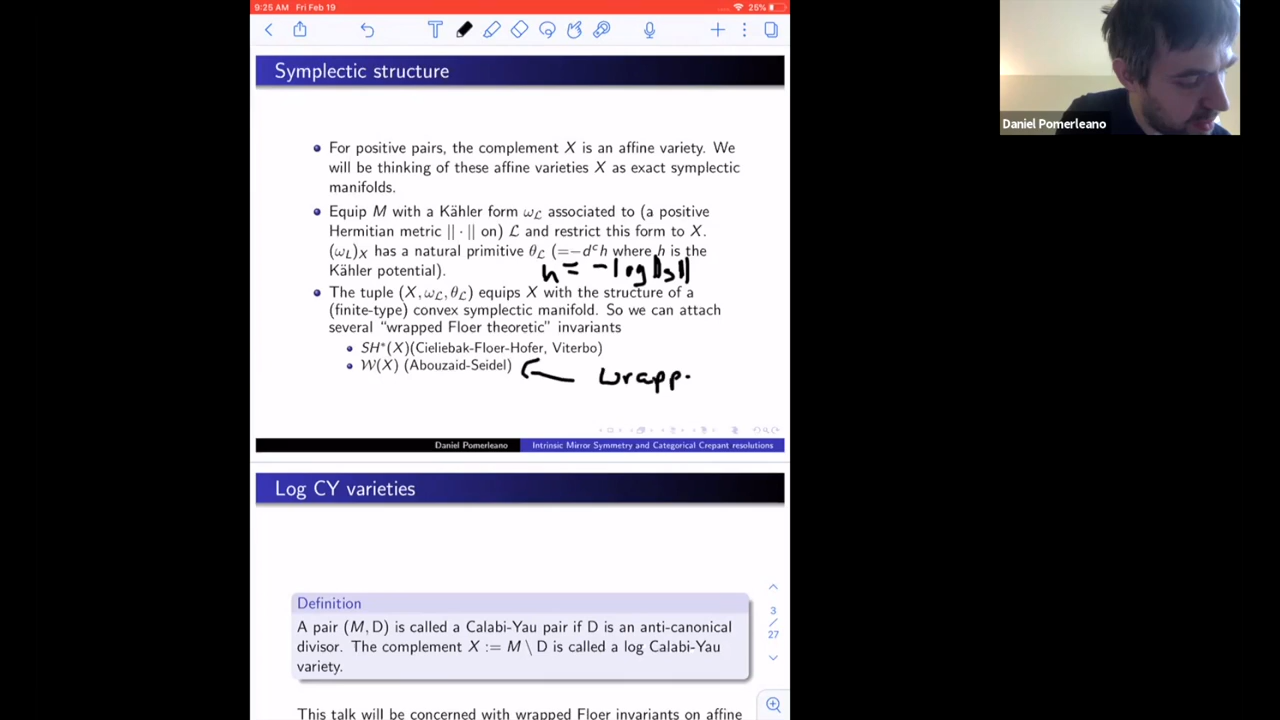 9:25 AM Fri Feb 19
25%
Symplectic structure
For positive pairs, the complement X is an affine variety. We
will be thinking of these affine varieties X as exact symplectic
manifolds.
Equip M with a Kähler form ω_ℒ associated to (a positive
Hermitian metric || · || on) ℒ and restrict this form to X.
(ω_L)_X has a natural primitive θ_ℒ (=−d^c h where h is the
Kähler potential).
h = -log||s||
The tuple (X, ω_ℒ, θ_ℒ) equips X with the structure of a
(finite-type) convex symplectic manifold. So we can attach
several “wrapped Floer theoretic” invariants
SH*(X)(Cieliebak-Floer-Hofer, Viterbo)
𝒲(X) (Abouzaid-Seidel)
wrapp.
Daniel Pomerleano
Intrinsic Mirror Symmetry and Categorical Crepant resolutions
Log CY varieties
Definition
A pair (M, D) is called a Calabi-Yau pair if D is an anti-canonical
divisor. The complement X := M \ D is called a log Calabi-Yau
variety.
This talk will be concerned with wrapped Floer invariants on affine
3
/
27
Daniel Pomerleano